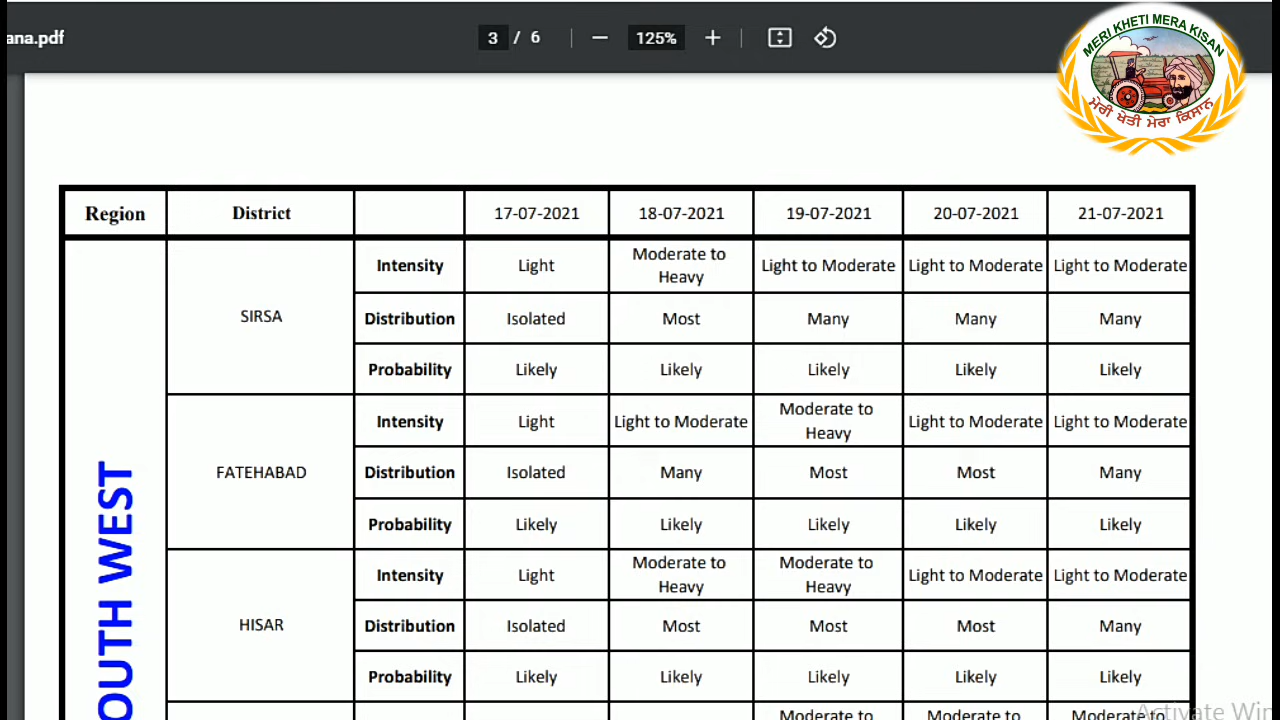 ana.pdf
3 / 6
125%
MERI KHETI MERA KISAN
ਮੇਰੀ ਖੇਤੀ ਮੇਰਾ ਕਿਸਾਨ
Region District 17-07-2021 18-07-2021 19-07-2021 20-07-2021 21-07-2021
SOUTH WEST
SIRSA
Intensity Light Moderate to Heavy Light to Moderate Light to Moderate Light to Moderate
Distribution Isolated Most Many Many Many
Probability Likely Likely Likely Likely Likely
FATEHABAD
Intensity Light Light to Moderate Moderate to Heavy Light to Moderate Light to Moderate
Distribution Isolated Many Most Most Many
Probability Likely Likely Likely Likely Likely
HISAR
Intensity Light Moderate to Heavy Moderate to Heavy Light to Moderate Light to Moderate
Distribution Isolated Most Most Most Many
Probability Likely Likely Likely Likely Likely
Moderate to Moderate to Moderate to
Activate Win